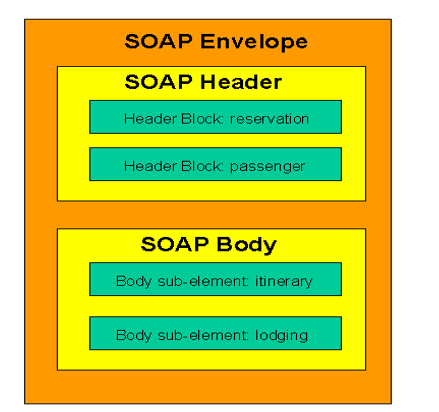 SOAP Envelope
SOAP Header
Header Block: reservation
Header Block: passenger
SOAP Body
Body sub-element: itinerary
Body sub-element: lodging